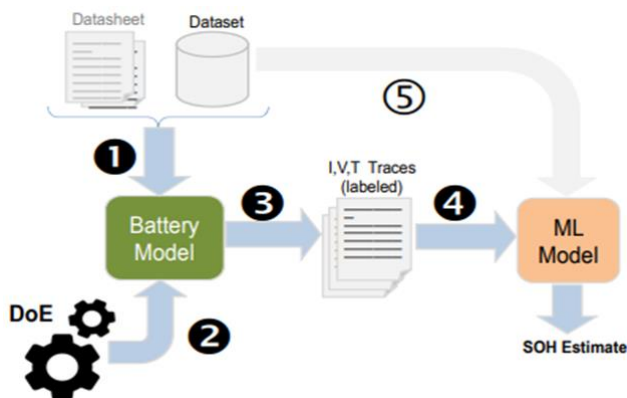 Datasheet
Dataset
⑤
❶
I,V,T Traces
(labeled)
❸
❹
Battery
Model
ML
Model
DoE
❷
SOH Estimate